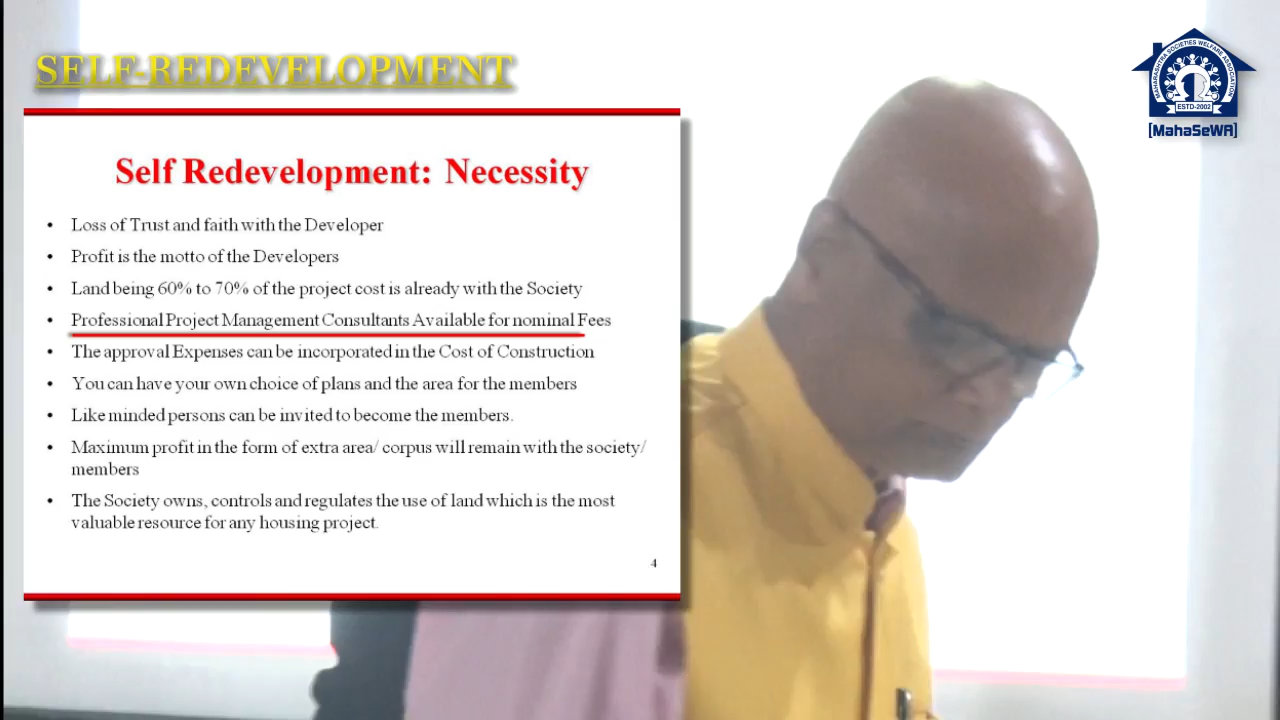 SELF-REDEVELOPMENT
Self Redevelopment: Necessity
• Loss of Trust and faith with the Developer
• Profit is the motto of the Developers
• Land being 60% to 70% of the project cost is already with the Society
• Professional Project Management Consultants Available for nominal Fees
• The approval Expenses can be incorporated in the Cost of Construction
• You can have your own choice of plans and the area for the members
• Like minded persons can be invited to become the members.
• Maximum profit in the form of extra area/ corpus will remain with the society/
members
• The Society owns, controls and regulates the use of land which is the most
valuable resource for any housing project.
4
MAHARASHTRA SOCIETIES WELFARE ASSOCIATION
ESTD-2002
[MahaSeWA]